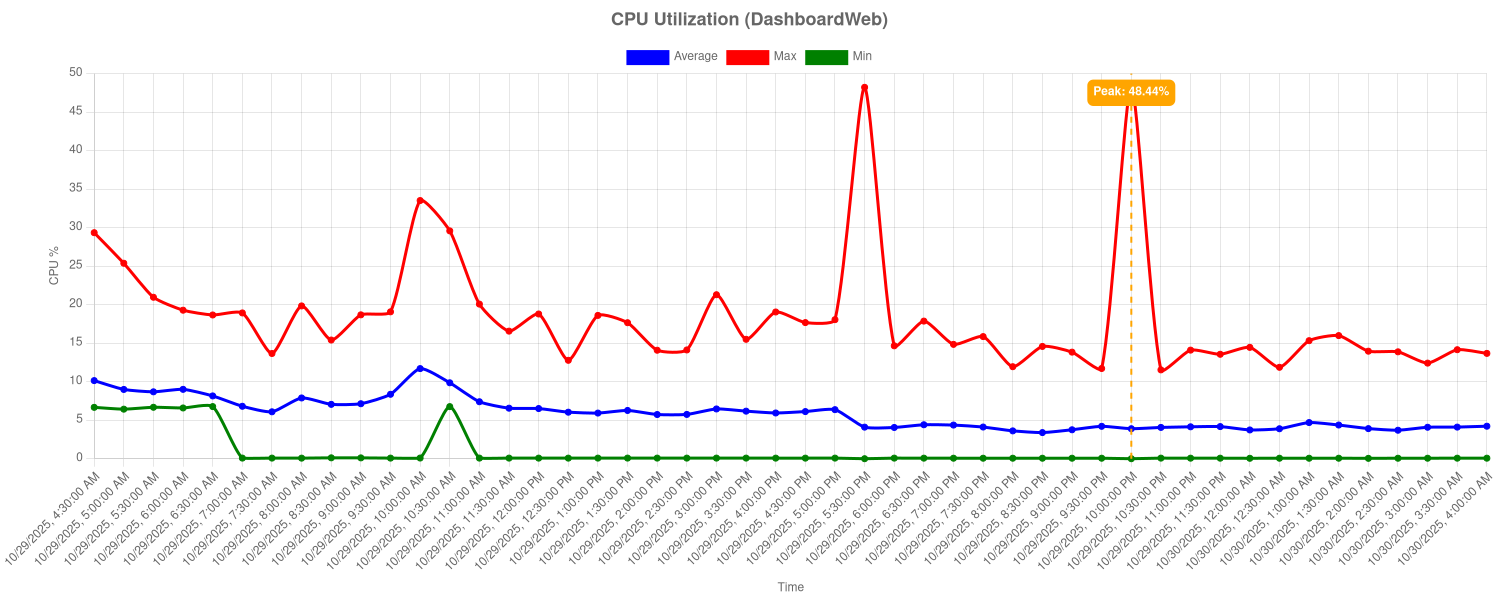 CPU Utilization (DashboardWeb)
Average Max Min
50
45
40
35
30
25
20
15
10
5
0
CPU %
Peak: 48.44%
10/29/2025, 4:30:00 AM
10/29/2025, 5:00:00 AM
10/29/2025, 5:30:00 AM
10/29/2025, 6:00:00 AM
10/29/2025, 6:30:00 AM
10/29/2025, 7:00:00 AM
10/29/2025, 7:30:00 AM
10/29/2025, 8:00:00 AM
10/29/2025, 8:30:00 AM
10/29/2025, 9:00:00 AM
10/29/2025, 9:30:00 AM
10/29/2025, 10:00:00 AM
10/29/2025, 10:30:00 AM
10/29/2025, 11:00:00 AM
10/29/2025, 11:30:00 AM
10/29/2025, 12:00:00 PM
10/29/2025, 12:30:00 PM
10/29/2025, 1:00:00 PM
10/29/2025, 1:30:00 PM
10/29/2025, 2:00:00 PM
10/29/2025, 2:30:00 PM
10/29/2025, 3:00:00 PM
10/29/2025, 3:30:00 PM
10/29/2025, 4:00:00 PM
10/29/2025, 4:30:00 PM
10/29/2025, 5:00:00 PM
10/29/2025, 5:30:00 PM
10/29/2025, 6:00:00 PM
10/29/2025, 6:30:00 PM
10/29/2025, 7:00:00 PM
10/29/2025, 7:30:00 PM
10/29/2025, 8:00:00 PM
10/29/2025, 8:30:00 PM
10/29/2025, 9:00:00 PM
10/29/2025, 9:30:00 PM
10/29/2025, 10:00:00 PM
10/29/2025, 10:30:00 PM
10/29/2025, 11:00:00 PM
10/29/2025, 11:30:00 PM
10/30/2025, 12:00:00 AM
10/30/2025, 12:30:00 AM
10/30/2025, 1:00:00 AM
10/30/2025, 1:30:00 AM
10/30/2025, 2:00:00 AM
10/30/2025, 2:30:00 AM
10/30/2025, 3:00:00 AM
10/30/2025, 3:30:00 AM
10/30/2025, 4:00:00 AM
Time